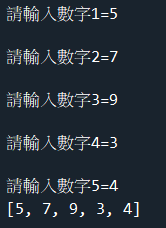 請輸入數字1=5
請輸入數字2=7
請輸入數字3=9
請輸入數字4=3
請輸入數字5=4
[5, 7, 9, 3, 4]